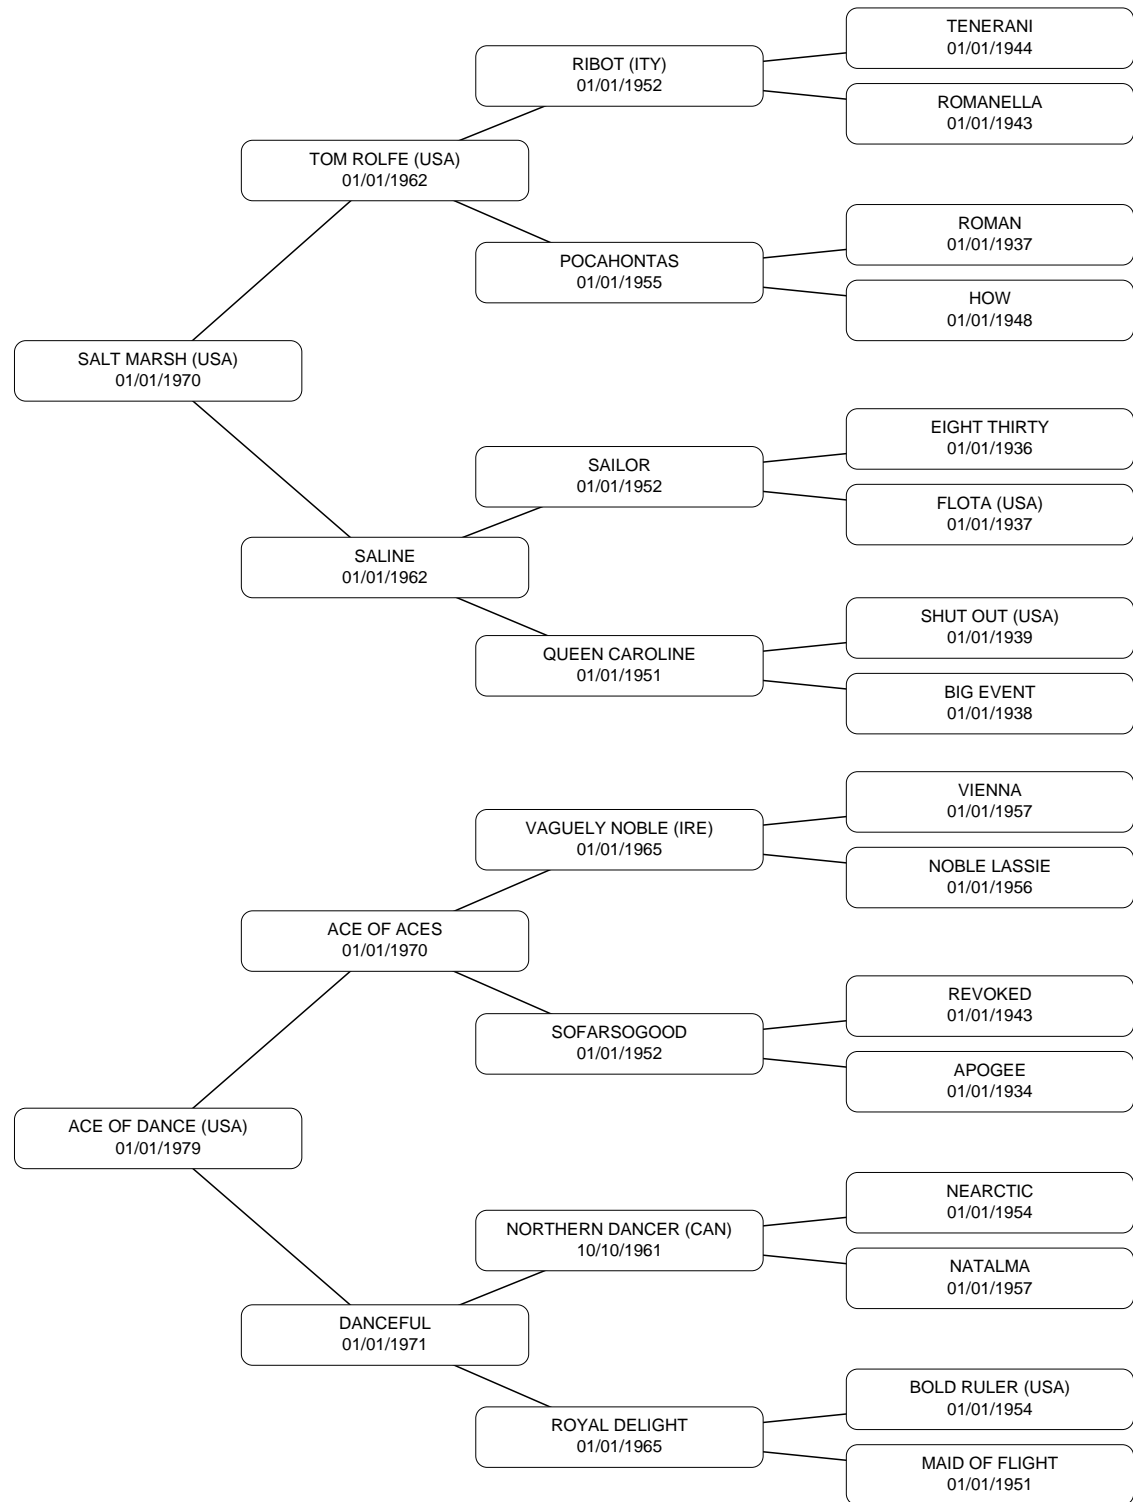 TENERANI
01/01/1944
RIBOT (ITY)
01/01/1952
ROMANELLA
01/01/1943
TOM ROLFE (USA)
01/01/1962
ROMAN
01/01/1937
POCAHONTAS
01/01/1955
HOW
01/01/1948
SALT MARSH (USA)
01/01/1970
EIGHT THIRTY
01/01/1936
SAILOR
01/01/1952
FLOTA (USA)
01/01/1937
SALINE
01/01/1962
SHUT OUT (USA)
01/01/1939
QUEEN CAROLINE
01/01/1951
BIG EVENT
01/01/1938
VIENNA
01/01/1957
VAGUELY NOBLE (IRE)
01/01/1965
NOBLE LASSIE
01/01/1956
ACE OF ACES
01/01/1970
REVOKED
01/01/1943
SOFARSOGOOD
01/01/1952
APOGEE
01/01/1934
ACE OF DANCE (USA)
01/01/1979
NEARCTIC
01/01/1954
NORTHERN DANCER (CAN)
10/10/1961
NATALMA
01/01/1957
DANCEFUL
01/01/1971
BOLD RULER (USA)
01/01/1954
ROYAL DELIGHT
01/01/1965
MAID OF FLIGHT
01/01/1951